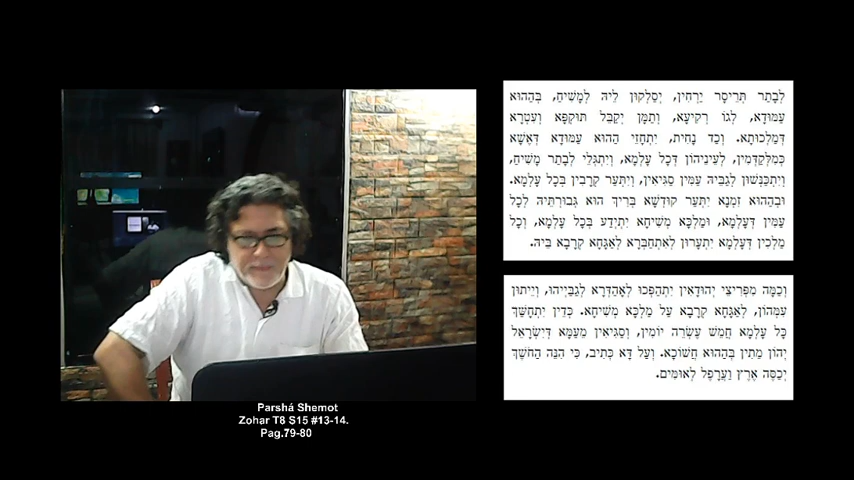 לְבָתַר תְּרֵיסַר יַרְחִין, יְסַלְּקוּן לֵיהּ לְמָשִׁיחַ, בְּהַהוּא
עַמּוּדָא, לְגוֹ רְקִיעָא, וְתַמָּן יְקַבֵּל תּוּקְפָּא וְעִטְרָא
דְּמַלְכוּתָא. וְכַד נָחִית, יִתְחָזֵי הַהוּא עַמּוּדָא דְּאֶשָּׁא
כְּמִלְּקַדְּמִין, לְעֵינֵיהוֹן דְּכָל עָלְמָא, וְיִתְגְּלֵי לְבָתַר מָשִׁיחַ,
וְיִתְכַּנְּשׁוּן לְגַבֵּיהּ עַמִּין סַגִּיאִין, וְיִתְּעַר קְרָבִין בְּכָל עָלְמָא.
וּבְהַהוּא זִמְנָא יִתְּעַר קוּדְשָׁא בְּרִיךְ הוּא גְּבוּרְתֵּיהּ לְכָל
עַמִּין דְּעָלְמָא, וּמַלְכָּא מְשִׁיחָא יִתְיְדַע בְּכָל עָלְמָא, וְכָל
מַלְכִין דְּעָלְמָא יִתְעָרוּן לְאִתְחַבְּרָא לְאַגָּחָא קְרָבָא בֵּיהּ.
וְכַמָּה מִפְּרִיצֵי יְהוּדָאִין יִתְהַפְּכוּ לְאָהַדְרָא לְגַבַּיְיהוּ, וְיֵיתוּן
עִמְּהוֹן, לְאַגָּחָא קְרָבָא עַל מַלְכָּא מְשִׁיחָא. כְּדֵין יִתְחֲשָׁךְ
כָּל עָלְמָא חֲמֵשׁ עֶשְׂרֵה יוֹמִין, וְסַגִּיאִין מֵעַמָּא דְּיִשְׂרָאֵל
יְהוֹן מֵתִין בְּהַהוּא חֲשׁוֹכָא. וְעַל דָּא כְּתִיב, כִּי הִנֵּה הַחֹשֶׁךְ
יְכַסֶּה אֶרֶץ וַעֲרָפֶל לְאוּמִּים.
Parshá Shemot
Zohar T8 S15 #13-14.
Pag.79-80